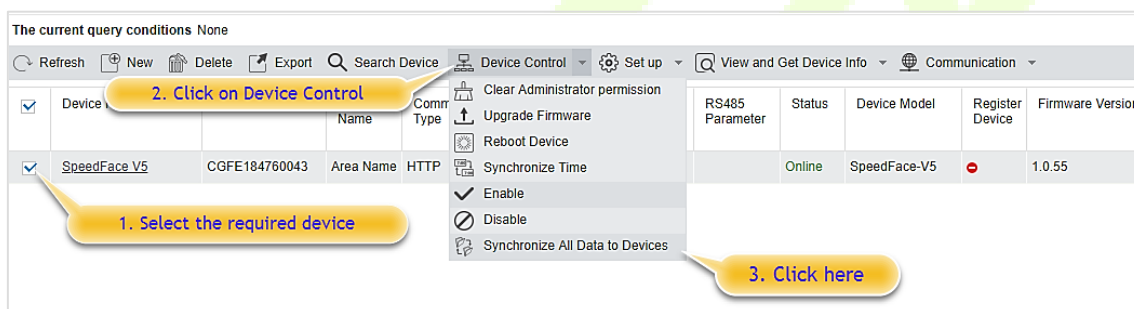 The current query conditions None
Refresh New Delete Export Search Device Device Control Set up View and Get Device Info Communication
2. Click on Device Control
Clear Administrator permission
Upgrade Firmware
Reboot Device
Synchronize Time
Enable
Disable
Synchronize All Data to Devices
Device
Name
Comm
Type
RS485
Parameter
Status
Device Model
Register
Device
Firmware Version
SpeedFace V5 CGFE184760043 Area Name HTTP Online SpeedFace-V5 1.0.55
1. Select the required device
3. Click here